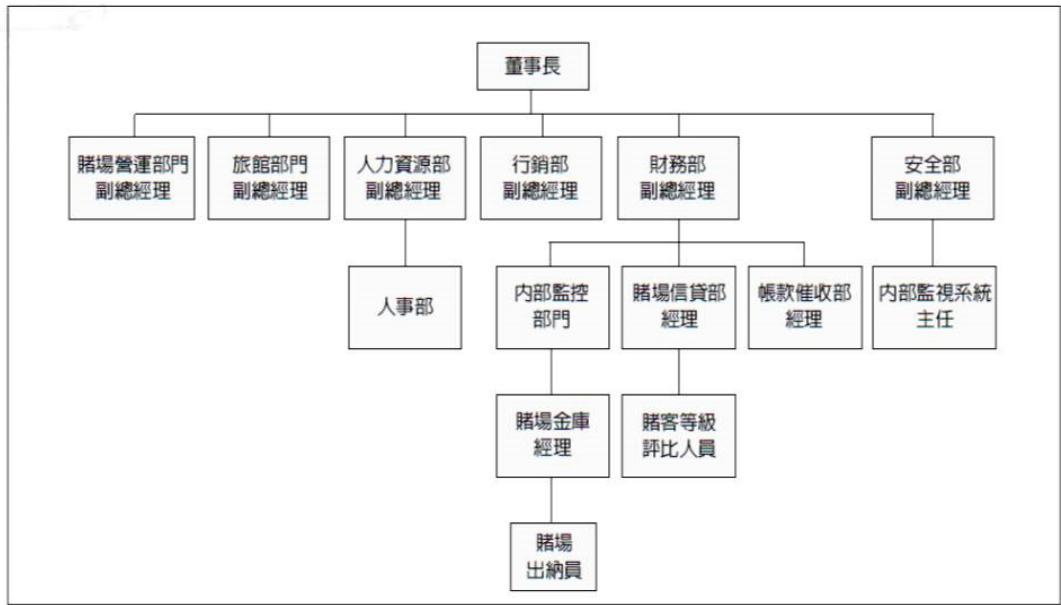 董事長
賭場營運部門
副總經理
旅館部門
副總經理
人力資源部
副總經理
行銷部
副總經理
財務部
副總經理
安全部
副總經理
人事部
內部監控
部門
賭場信貸部
經理
帳款催收部
經理
內部監視系統
主任
賭場金庫
經理
賭客等級
評比人員
賭場
出納員